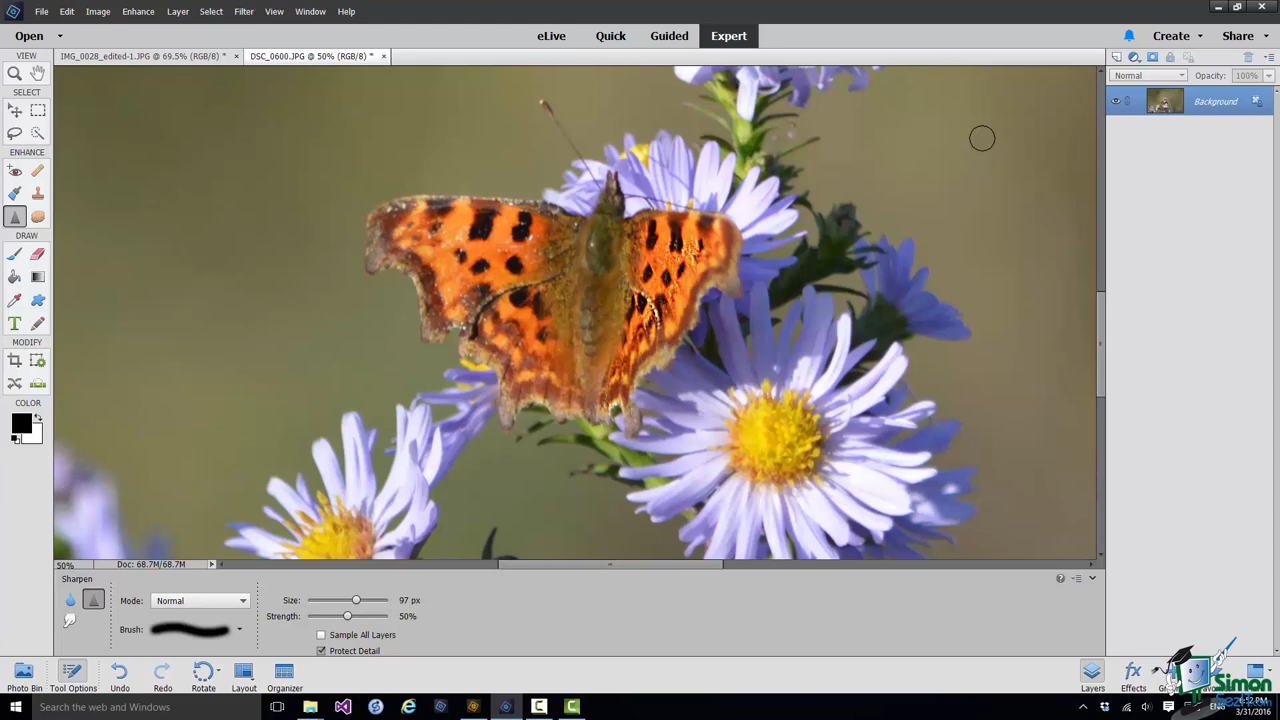 File Edit Image Enhance Layer Select Filter View Window Help
Open eLive Quick Guided Expert Create Share
VIEW IMG_0028_edited-1.JPG @ 69.5% (RGB/8) * × DSC_0600.JPG @ 50% (RGB/8) * ×
Normal Opacity: 100%
SELECT
Background
ENHANCE
DRAW
MODIFY
COLOR
50% Doc: 68.7M/68.7M
Sharpen
Mode: Normal Size: 97 px
Strength: 50%
Brush:
Sample All Layers
Protect Detail
Photo Bin Tool Options Undo Redo Rotate Layout Organizer Layers Effects
Simon
Search the Web and Windows
ENG
3/31/2016